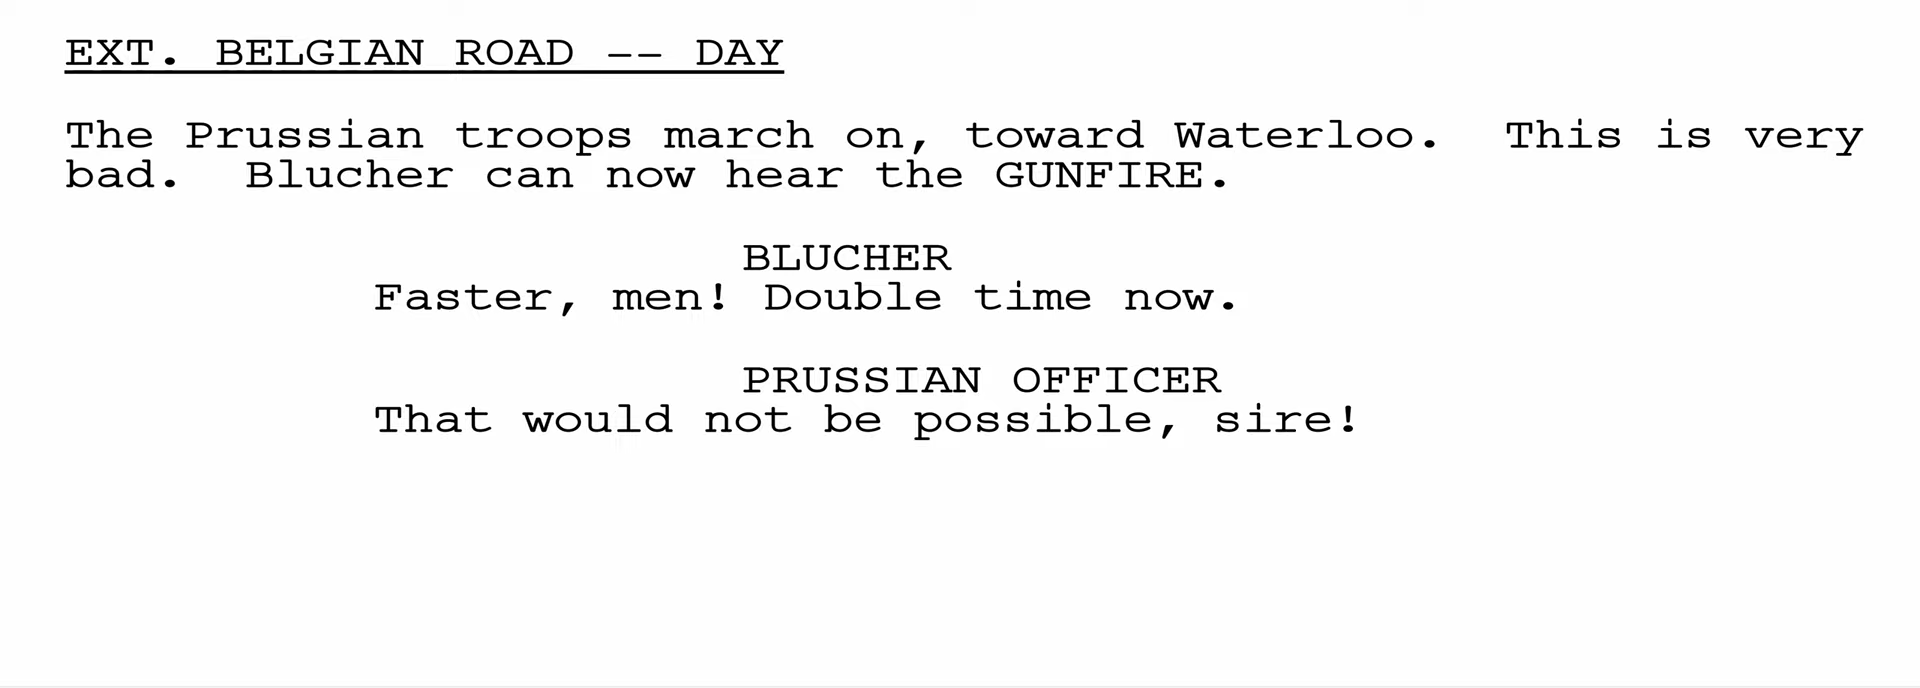 EXT. BELGIAN ROAD -- DAY
The Prussian troops march on, toward Waterloo.  This is very
bad.  Blucher can now hear the GUNFIRE.
BLUCHER
Faster, men! Double time now.
PRUSSIAN OFFICER
That would not be possible, sire!